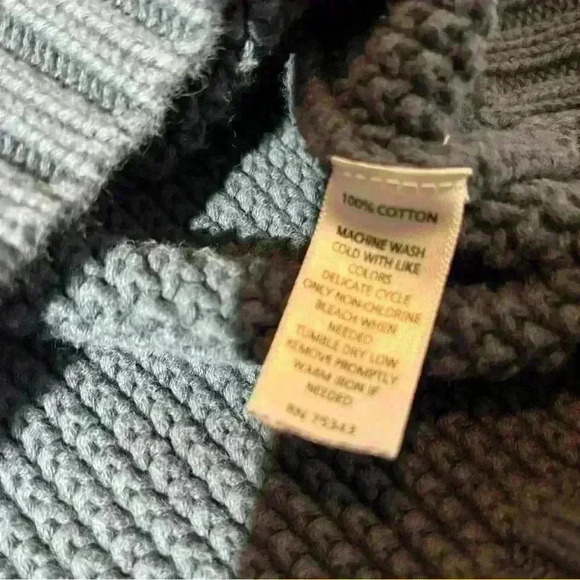 100% COTTON
MACHINE WASH
COLD WITH LIKE
COLORS
DELICATE CYCLE
ONLY NON-CHLORINE
BLEACH WHEN
NEEDED
TUMBLE DRY LOW
REMOVE PROMPTLY
WARM IRON IF
NEEDED
RN 75343